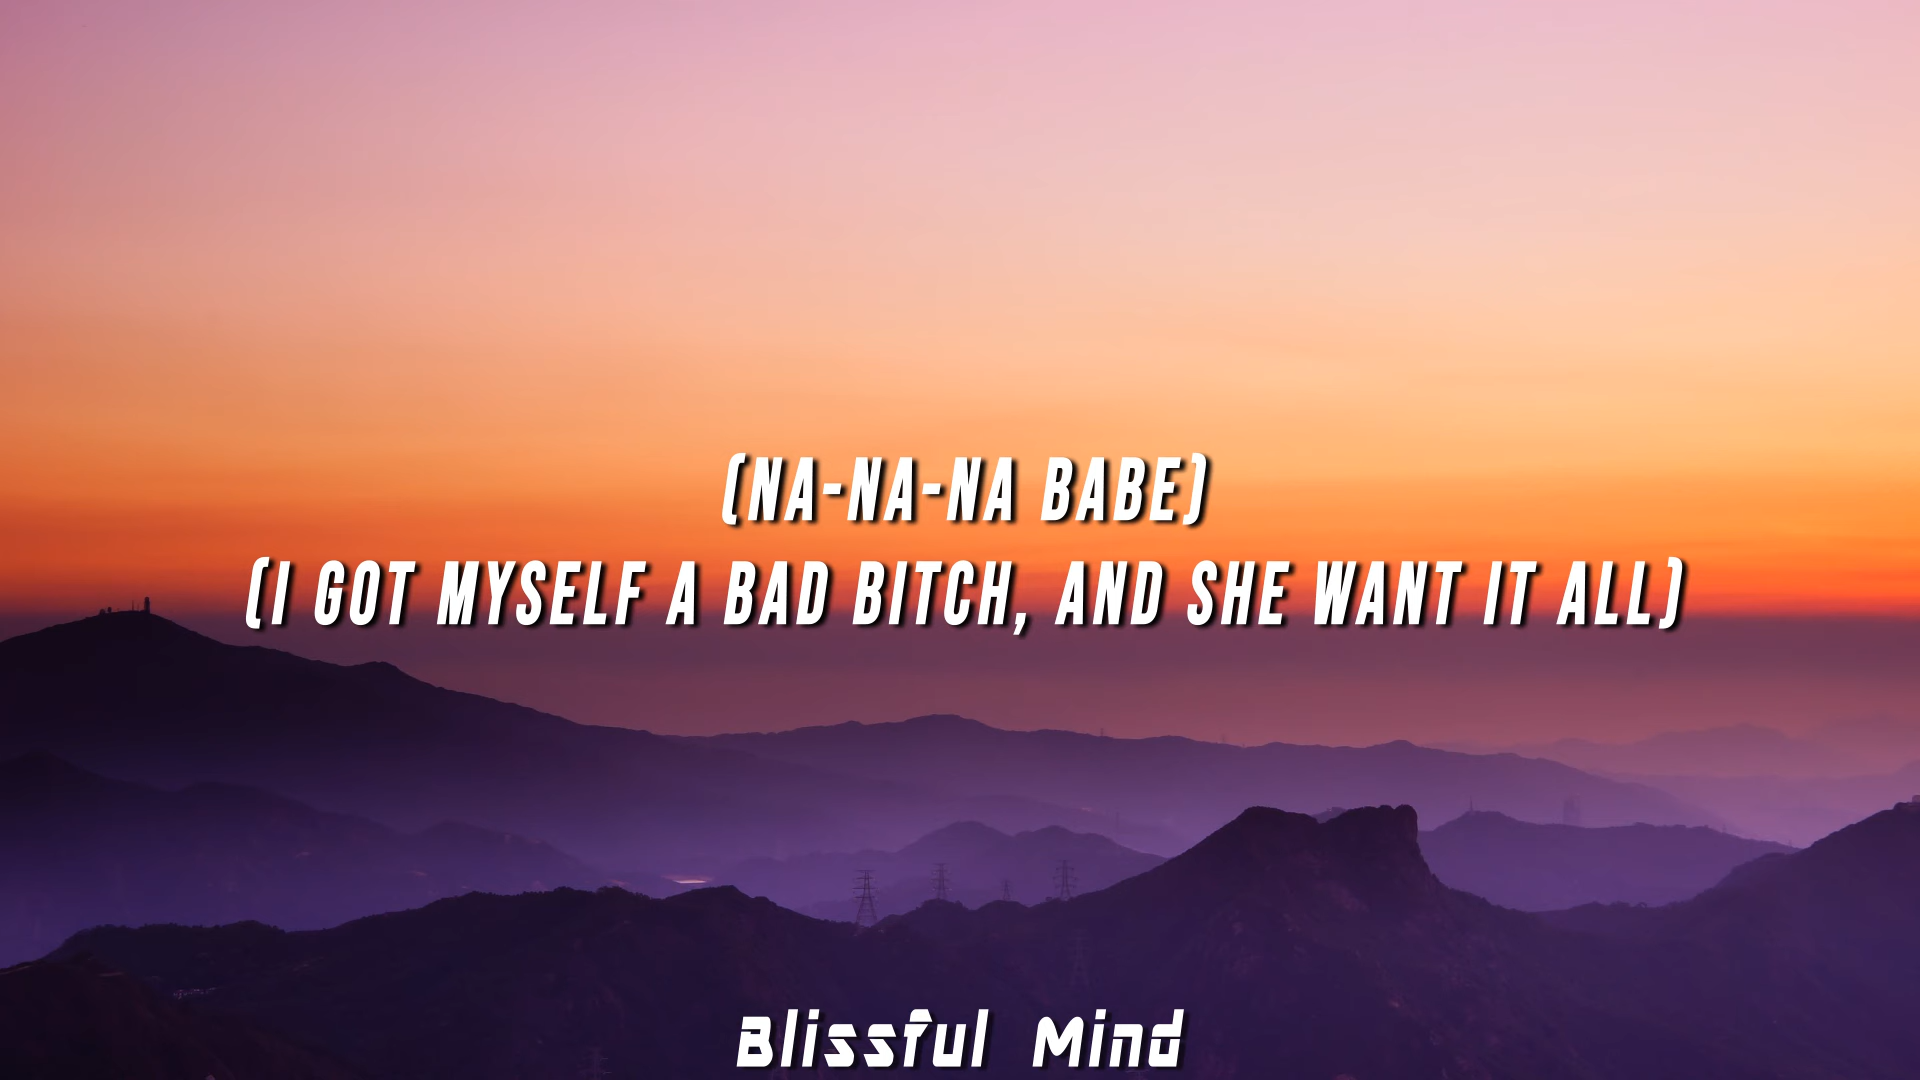 (NA-NA-NA BABE)
(I GOT MYSELF A BAD BITCH, AND SHE WANT IT ALL)
Blissful Mind